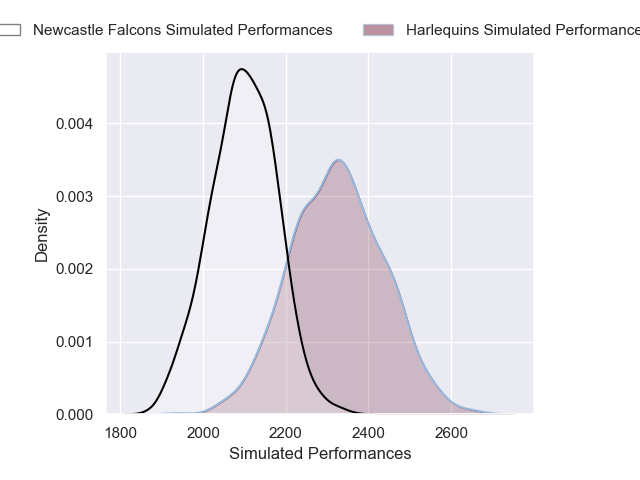 Newcastle Falcons Simulated Performances
Harlequins Simulated Performance
0.004
0.003
0.002
0.001
0.000
1800 2000 2200 2400 2600
Density
Simulated Performances